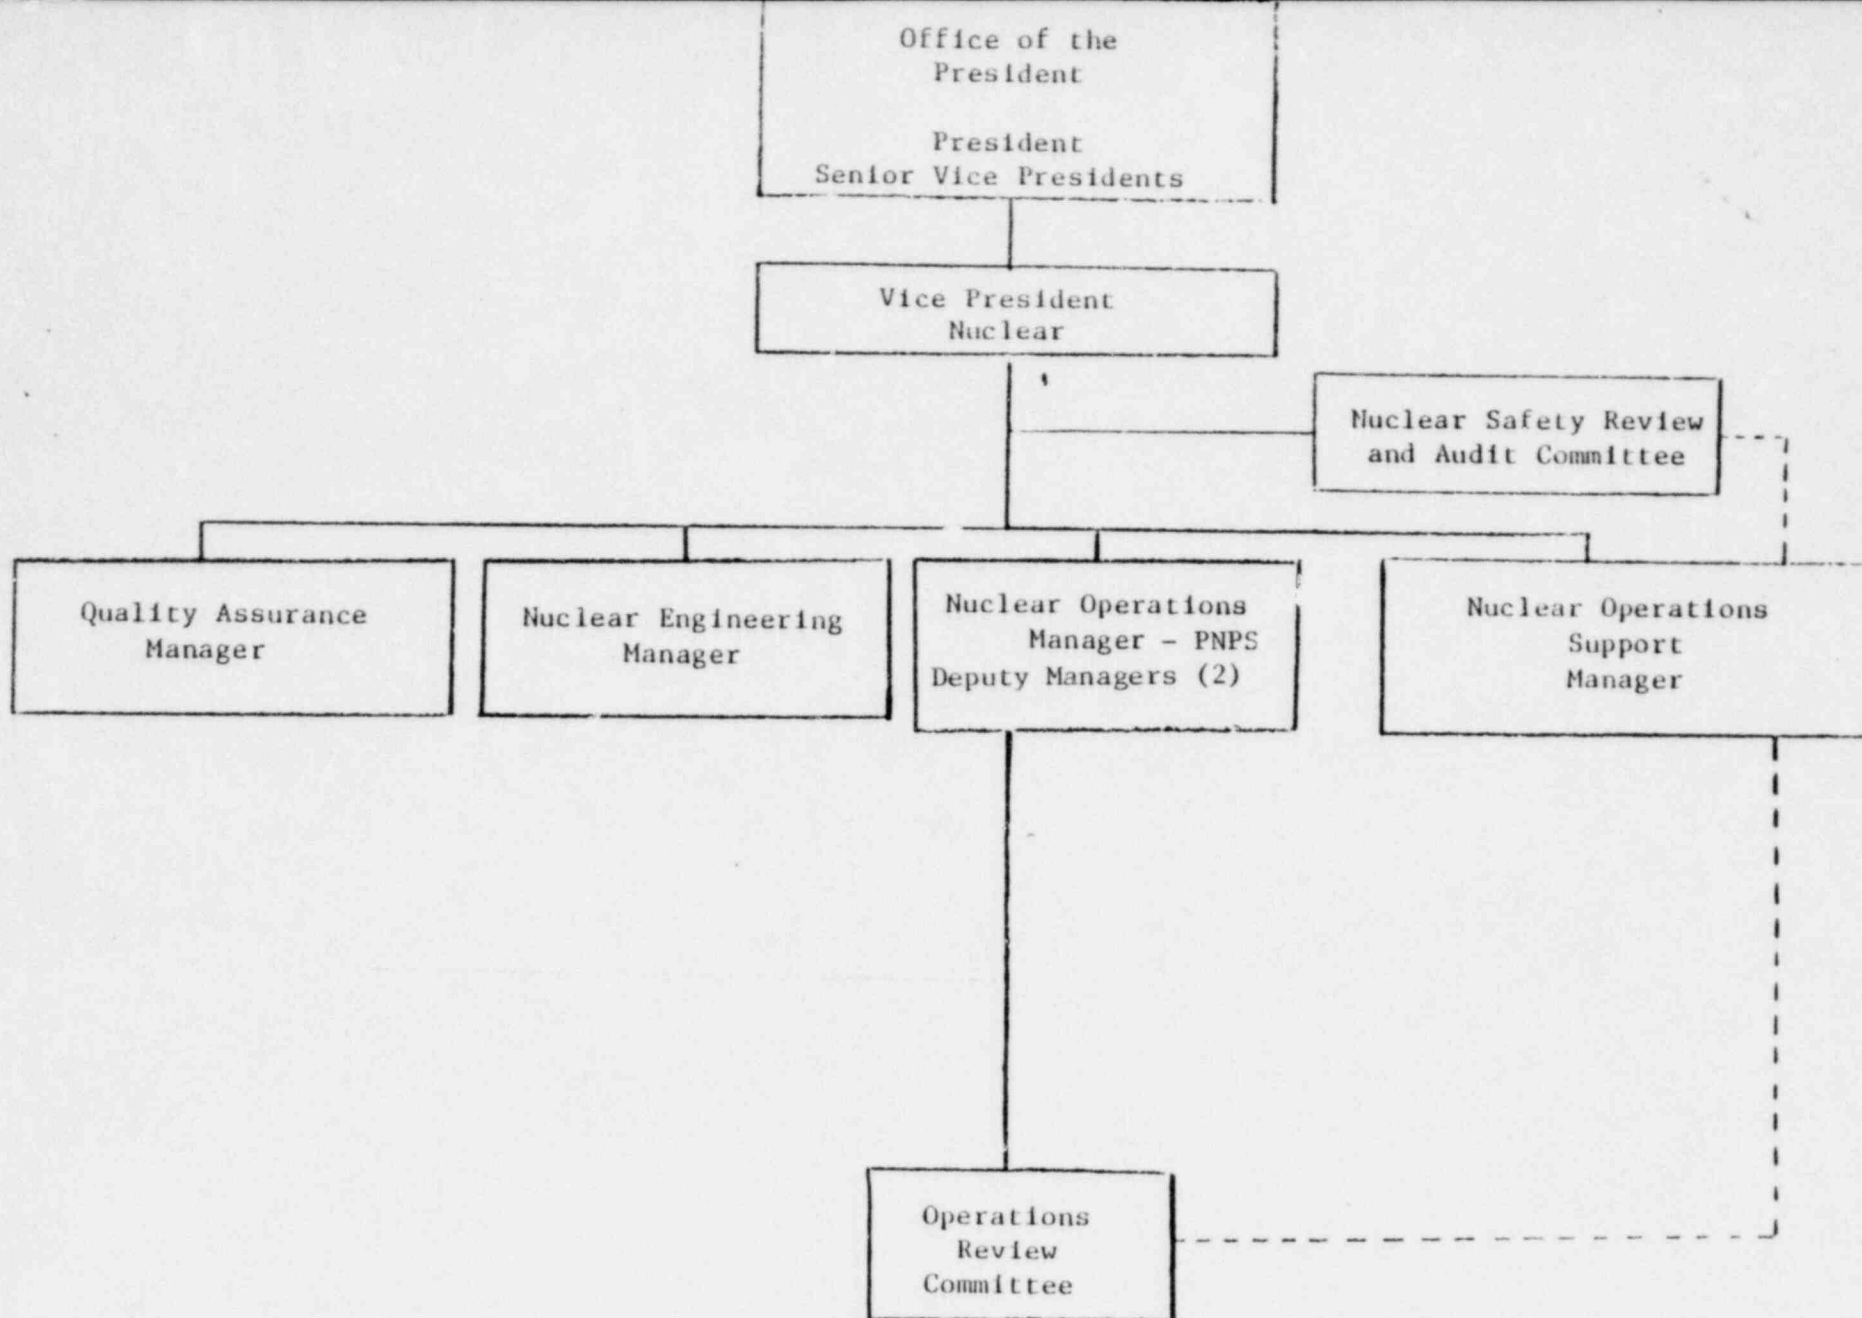 Office of the
President
President
Senior Vice Presidents
Vice President
Nuclear
Nuclear Safety Review
and Audit Committee
Quality Assurance
Manager
Nuclear Engineering
Manager
Nuclear Operations
Manager - PNPS
Deputy Managers (2)
Nuclear Operations
Support
Manager
Operations
Review
Committee